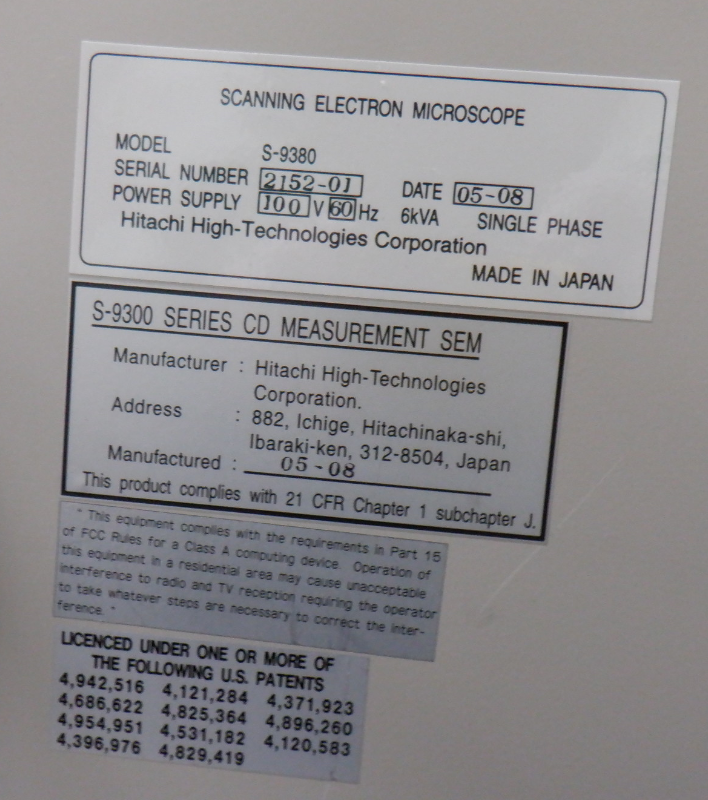 SCANNING ELECTRON MICROSCOPE
MODEL S-9380
SERIAL NUMBER 2152-01 DATE 05-08
POWER SUPPLY 100 V 60 Hz 6kVA SINGLE PHASE
Hitachi High-Technologies Corporation
MADE IN JAPAN
S-9300 SERIES CD MEASUREMENT SEM
Manufacturer : Hitachi High-Technologies
Corporation.
Address : 882, Ichige, Hitachinaka-shi,
Ibaraki-ken, 312-8504, Japan
Manufactured : 05-08
This product complies with 21 CFR Chapter 1 subchapter J.
" This equipment complies with the requirements in Part 15
of FCC Rules for a Class A computing device. Operation of
this equipment in a residential area may cause unacceptable
interference to radio and TV reception requiring the operator
to take whatever steps are necessary to correct the inter-
ference. "
LICENCED UNDER ONE OR MORE OF
THE FOLLOWING U.S. PATENTS
4,942,516 4,121,284 4,371,923
4,686,622 4,825,364 4,896,260
4,954,951 4,531,182 4,120,583
4,396,976 4,829,419